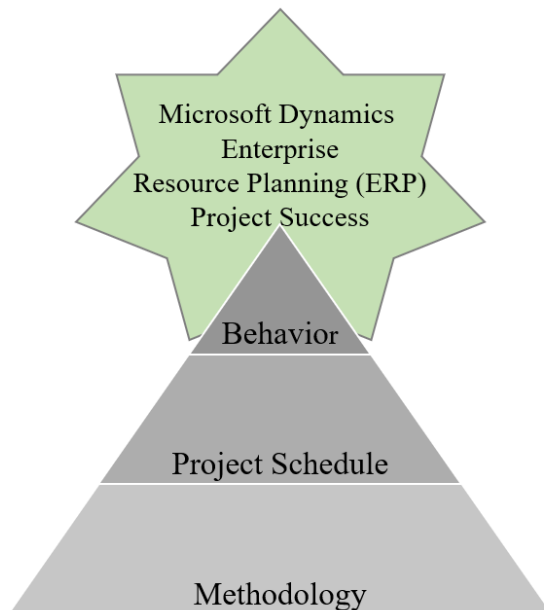 Microsoft Dynamics
Enterprise
Resource Planning (ERP)
Project Success
Behavior
Project Schedule
Methodology